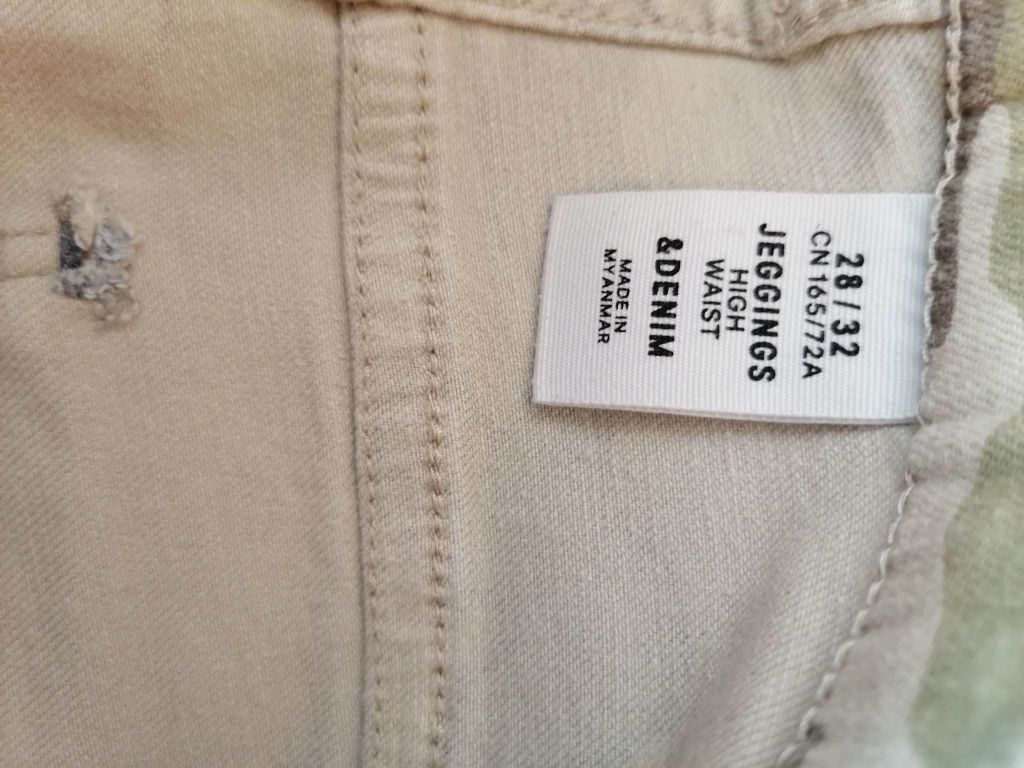 28/32
CN 165/72A
JEGGINGS
HIGH
WAIST
&DENIM
MADE IN
MYANMAR